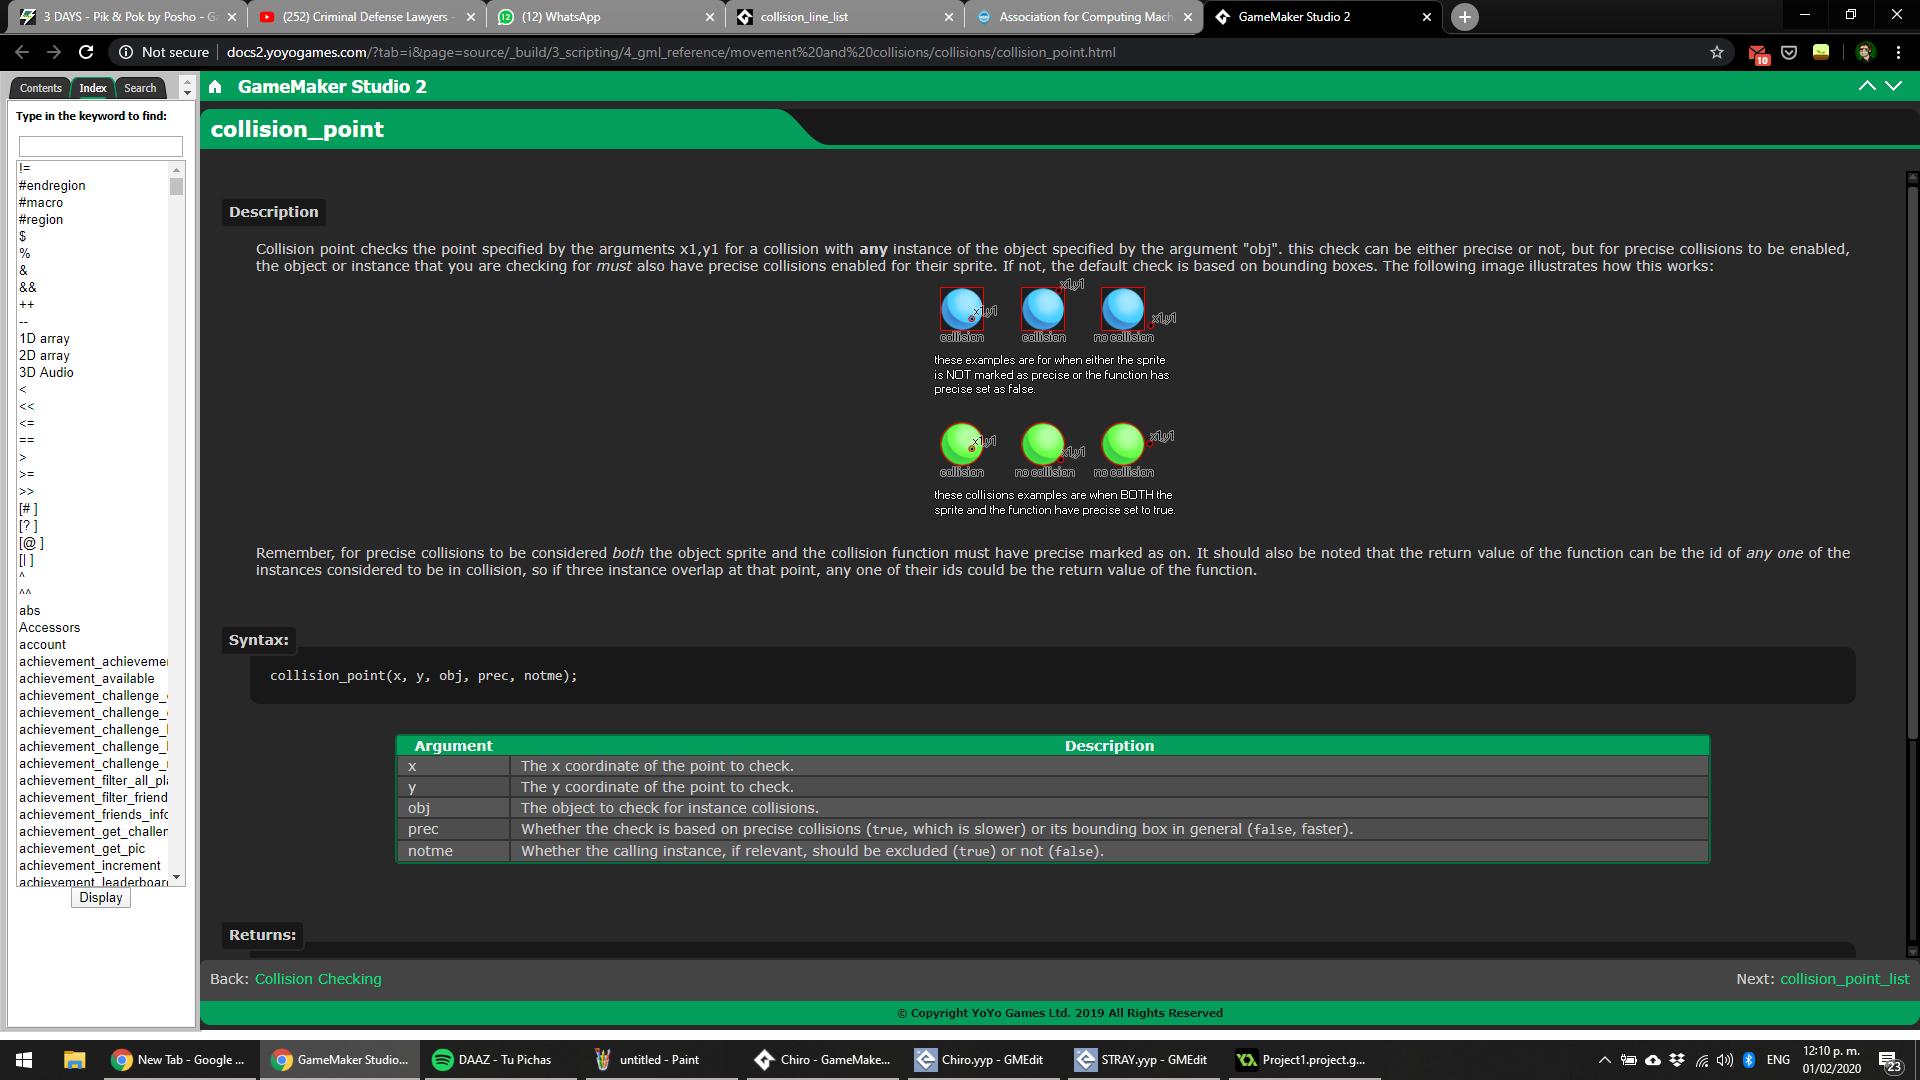 3 DAYS - Pik & Pok by Posho - G
(252) Criminal Defense Lawyers -
(12) WhatsApp
collision_line_list
Association for Computing Mach
GameMaker Studio 2
Not secure
docs2.yoyogames.com/?tab=i&page=source/_build/3_scripting/4_gml_reference/movement%20and%20collisions/collisions/collision_point.html
10
Contents
Index
Search
GameMaker Studio 2
Type in the keyword to find:
!=
#endregion
#macro
#region
$
%
&
&&
++
--
1D array
2D array
3D Audio
<
<<
<=
==
>
>=
>>
[# ]
[? ]
[@ ]
[| ]
^
^^
abs
Accessors
account
achievement_achieveme
achievement_available
achievement_challenge_
achievement_challenge_
achievement_challenge_
achievement_challenge_
achievement_challenge_
achievement_filter_all_pla
achievement_filter_friend
achievement_friends_info
achievement_get_challen
achievement_get_pic
achievement_increment
achievement_leaderboar
Display
collision_point
Description
Collision point checks the point specified by the arguments x1,y1 for a collision with any instance of the object specified by the argument "obj". this check can be either precise or not, but for precise collisions to be enabled,
the object or instance that you are checking for must also have precise collisions enabled for their sprite. If not, the default check is based on bounding boxes. The following image illustrates how this works:
x1,y1
x1,y1
x1,y1
collision
collision
no collision
these examples are for when either the sprite
is NOT marked as precise or the function has
precise set as false.
x1,y1
x1,y1
x1,y1
collision
no collision
no collision
these collisions examples are when BOTH the
sprite and the function have precise set to true.
Remember, for precise collisions to be considered both the object sprite and the collision function must have precise marked as on. It should also be noted that the return value of the function can be the id of any one of the
instances considered to be in collision, so if three instance overlap at that point, any one of their ids could be the return value of the function.
Syntax:
collision_point(x, y, obj, prec, notme);
Argument Description
x The x coordinate of the point to check.
y The y coordinate of the point to check.
obj The object to check for instance collisions.
prec Whether the check is based on precise collisions (true, which is slower) or its bounding box in general (false, faster).
notme Whether the calling instance, if relevant, should be excluded (true) or not (false).
Returns:
Back: Collision Checking
Next: collision_point_list
© Copyright YoYo Games Ltd. 2019 All Rights Reserved
New Tab - Google ...
GameMaker Studio...
DAAZ - Tu Pichas
untitled - Paint
Chiro - GameMake...
Chiro.yyp - GMEdit
STRAY.yyp - GMEdit
Project1.project.g...
ENG
12:10 p. m.
01/02/2020
23